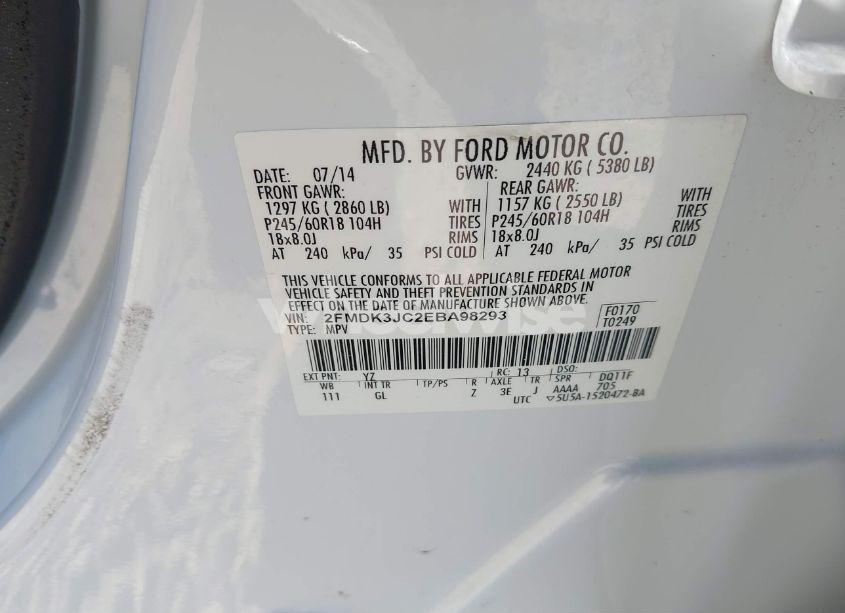 MFD. BY FORD MOTOR CO.
DATE: 07/14 GVWR: 2440 KG ( 5380 LB)
FRONT GAWR: REAR GAWR:
1297 KG ( 2860 LB) WITH 1157 KG ( 2550 LB) WITH
P245/60R18 104H TIRES P245/60R18 104H TIRES
18x8.0J RIMS 18x8.0J RIMS
AT 240 kPa/ 35 PSI COLD AT 240 kPa/ 35 PSI COLD
THIS VEHICLE CONFORMS TO ALL APPLICABLE FEDERAL MOTOR
VEHICLE SAFETY AND THEFT PREVENTION STANDARDS IN
EFFECT ON THE DATE OF MANUFACTURE SHOWN ABOVE.
VIN: 2FMDK3JC2EBA98293 F0170
TYPE: MPV T0249
EXT PNT: YZ RC: 13 DSO:
WB INT TR TP/PS R AXLE TR SPR DQ11F
111 GL Z 3E J AAAA 705
UTC ▽5U5A-1520472-BA